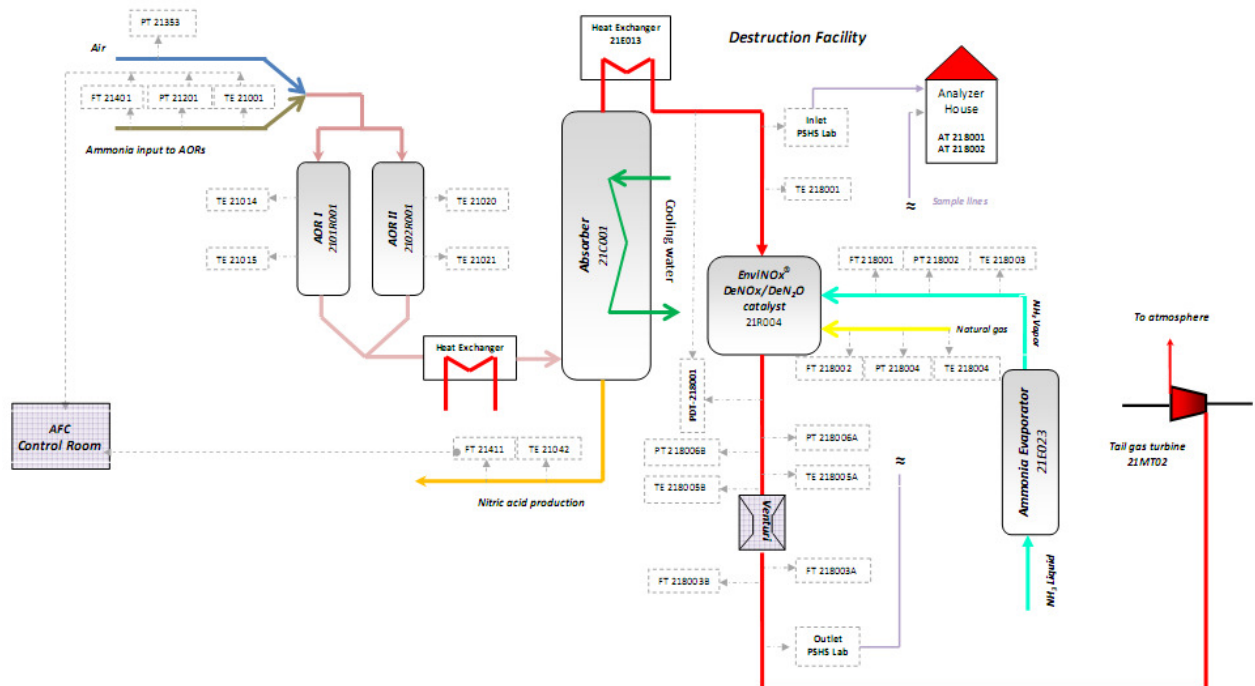 PT 21353
Heat Exchanger
21E013
Destruction Facility
Air
FT 21401
PT 21201
TE 21001
Ammonia input to AORs
Inlet
PSHS Lab
Analyzer
House
AT 218001
AT 218002
TE 218001
Sample lines
≈
TE 21014
TE 21015
AOR I
2101R001
AOR II
2102R001
TE 21020
TE 21021
Absorber
21C001
Cooling water
EnviNOx®
DeNOx/DeN₂O
catalyst
21R004
FT 218001
PT 218002
TE 218003
NH₃ Vapor
Natural gas
FT 218002
PT 218004
TE 218004
To atmosphere
Tail gas turbine
21MT02
Heat Exchanger
AFC
Control Room
FT 21411
TE 21042
Nitric acid production
PDT-218001
PT 218006B
PT 218006A
TE 218005B
TE 218005A
≈
Venturi
Ammonia Evaporator
21E023
FT 218003B
FT 218003A
NH₃ Liquid
Outlet
PSHS Lab